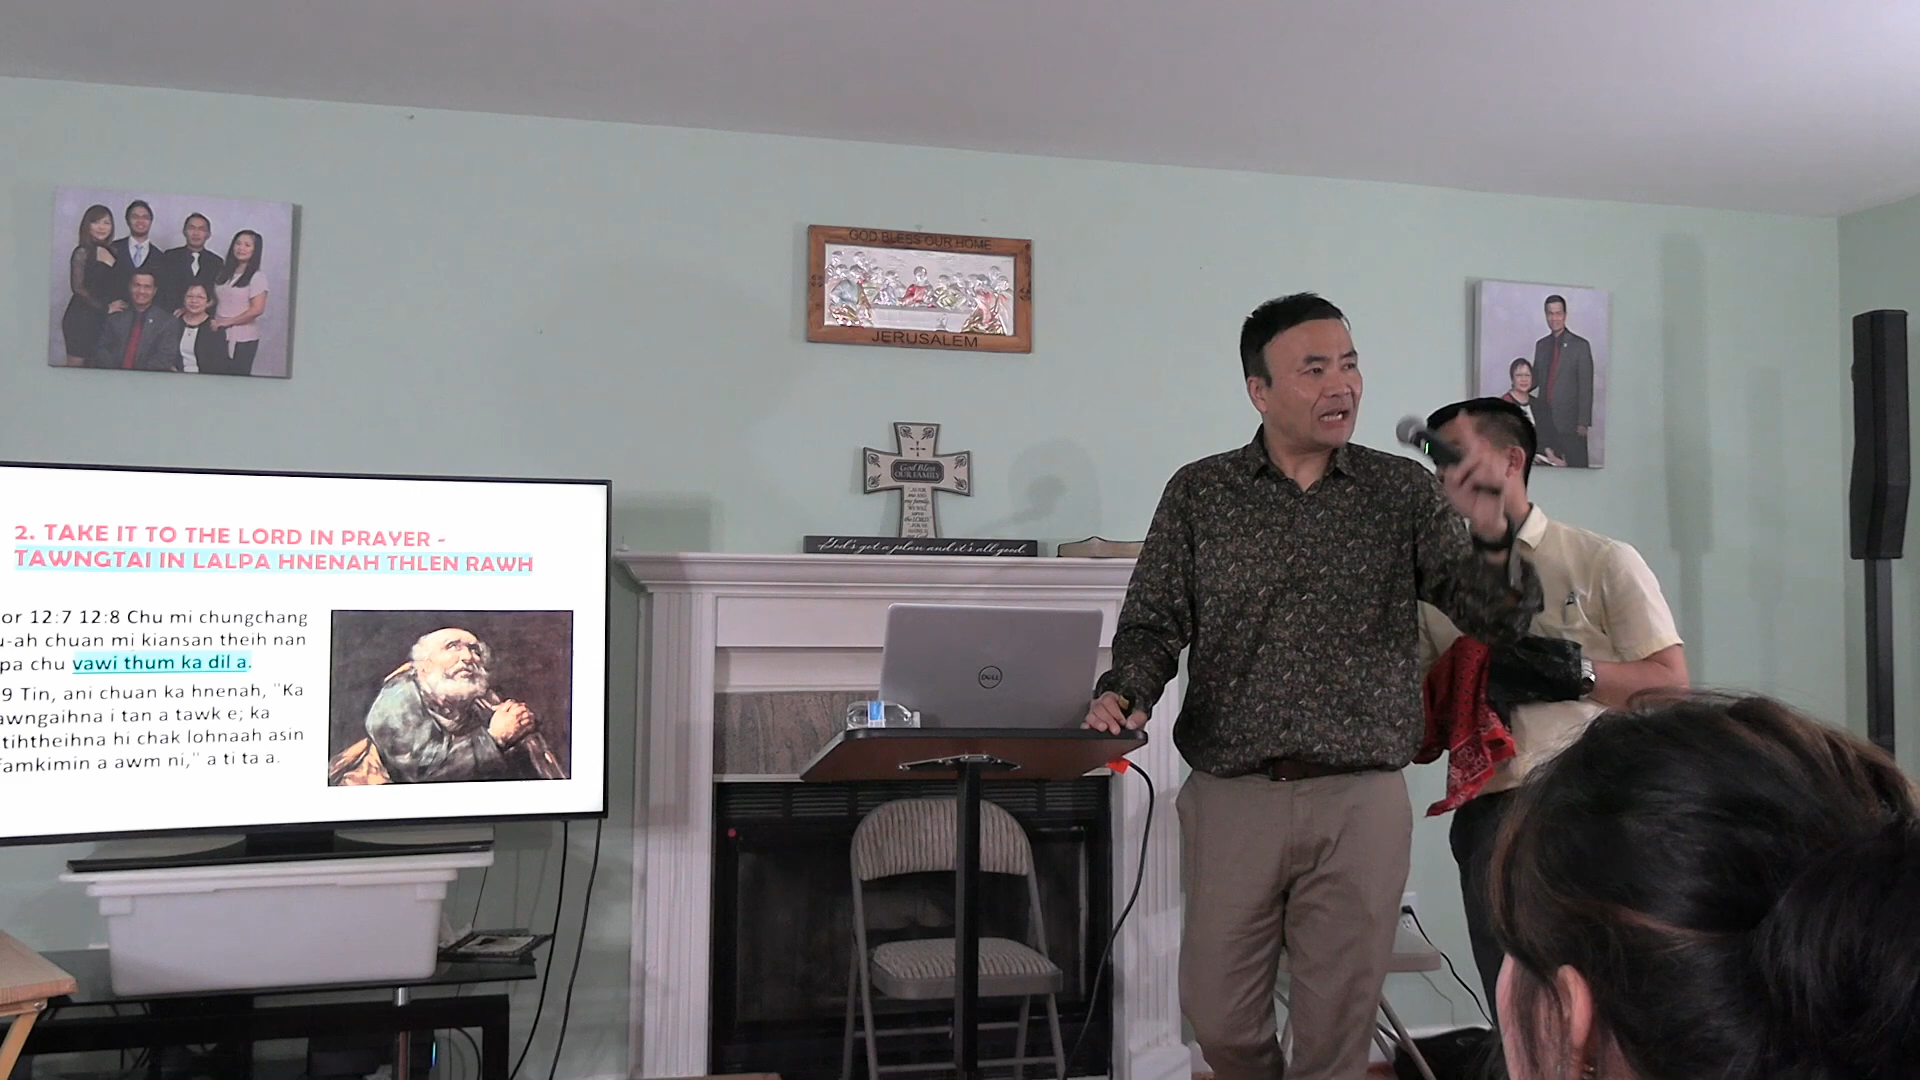 GOD BLESS OUR HOME
JERUSALEM
God Bless
OUR FAMILY
God's got a plan and it's all good.
2. TAKE IT TO THE LORD IN PRAYER -
TAWNGTAI IN LALPA HNENAH THLEN RAWH
or 12:7 12:8 Chu mi chungchang
-ah chuan mi kiansan theih nan
pa chu vawi thum ka dil a.
9 Tin, ani chuan ka hnenah, "Ka
awngaihna i tan a tawk e; ka
tihtheihna hi chak lohnaah asin
famkimin a awm ni," a ti ta a.
DELL